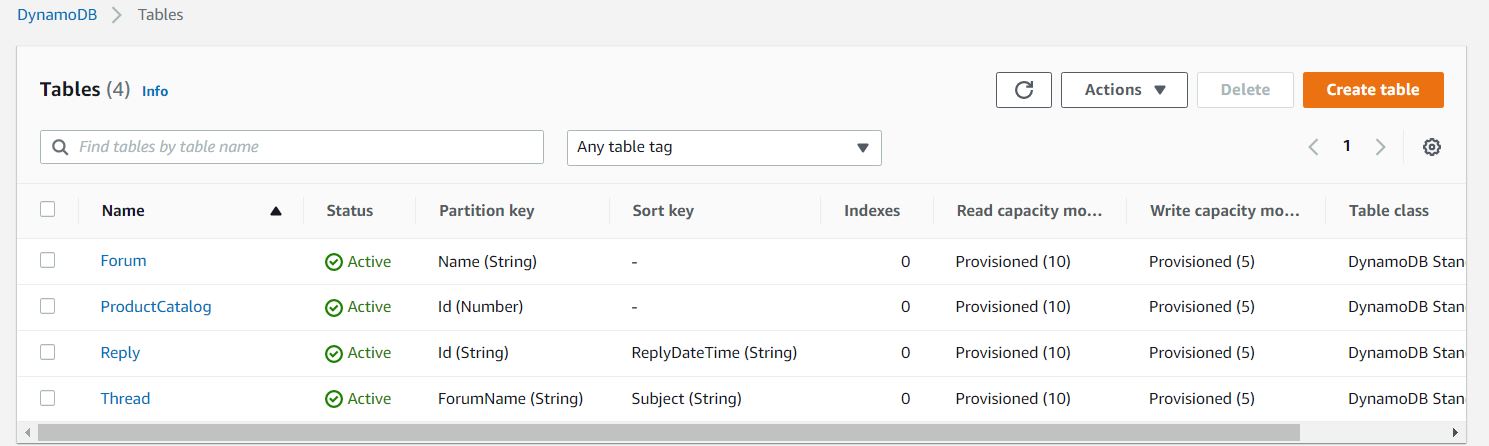 DynamoDB > Tables
Tables (4) Info Actions Delete Create table
Find tables by table name Any table tag 1
Name Status Partition key Sort key Indexes Read capacity mo... Write capacity mo... Table class
Forum Active Name (String) - 0 Provisioned (10) Provisioned (5) DynamoDB Stan
ProductCatalog Active Id (Number) - 0 Provisioned (10) Provisioned (5) DynamoDB Stan
Reply Active Id (String) ReplyDateTime (String) 0 Provisioned (10) Provisioned (5) DynamoDB Stan
Thread Active ForumName (String) Subject (String) 0 Provisioned (10) Provisioned (5) DynamoDB Stan